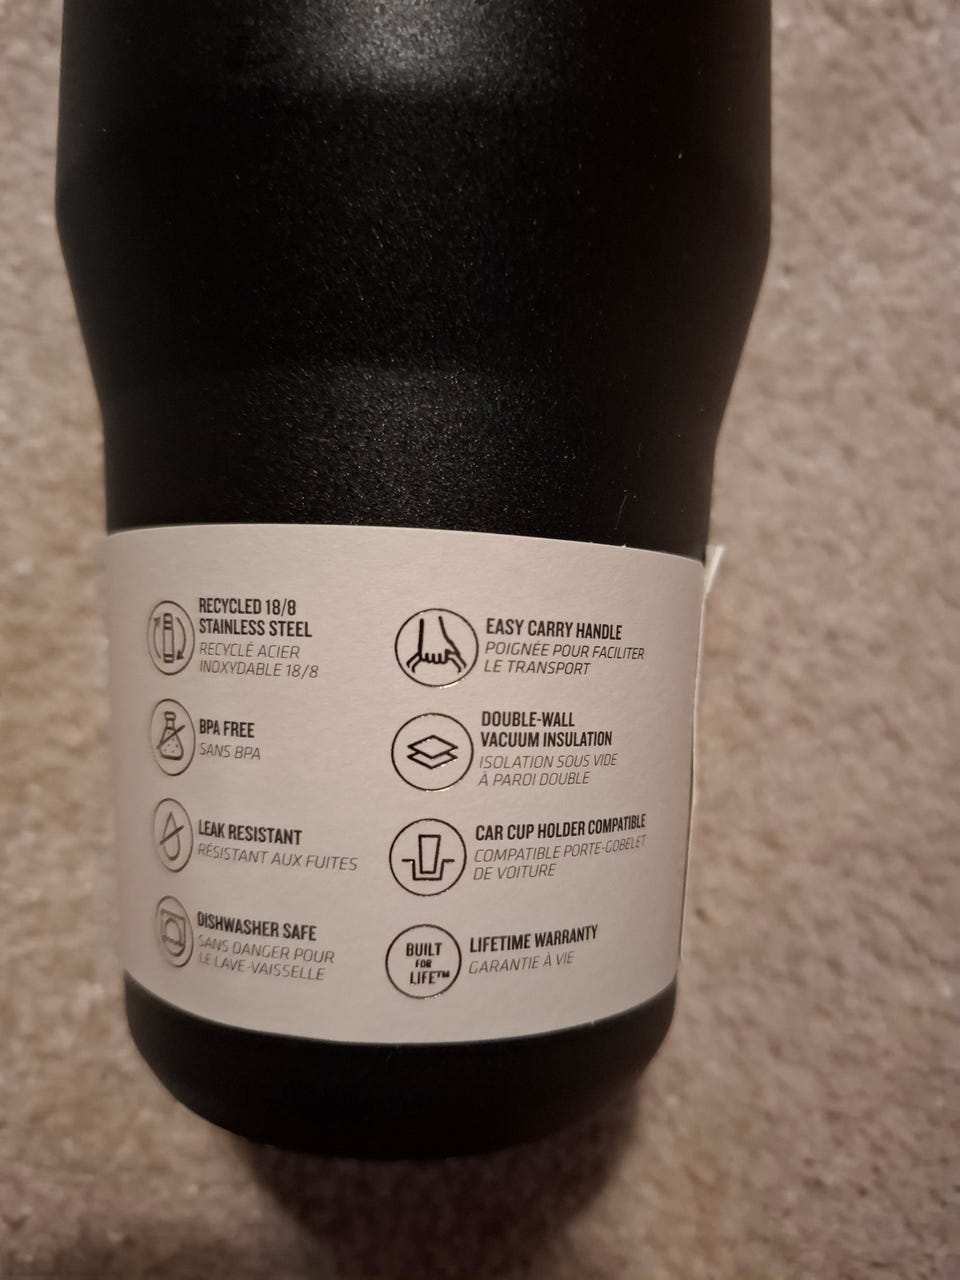 RECYCLED 18/8
STAINLESS STEEL
RECYCLÉ ACIER
INOXYDABLE 18/8
BPA FREE
SANS BPA
LEAK RESISTANT
RÉSISTANT AUX FUITES
DISHWASHER SAFE
SANS DANGER POUR
LE LAVE-VAISSELLE
EASY CARRY HANDLE
POIGNÉE POUR FACILITER
LE TRANSPORT
DOUBLE-WALL
VACUUM INSULATION
ISOLATION SOUS VIDE
À PAROI DOUBLE
CAR CUP HOLDER COMPATIBLE
COMPATIBLE PORTE-GOBELET
DE VOITURE
BUILT
FOR
LIFE™
LIFETIME WARRANTY
GARANTIE À VIE